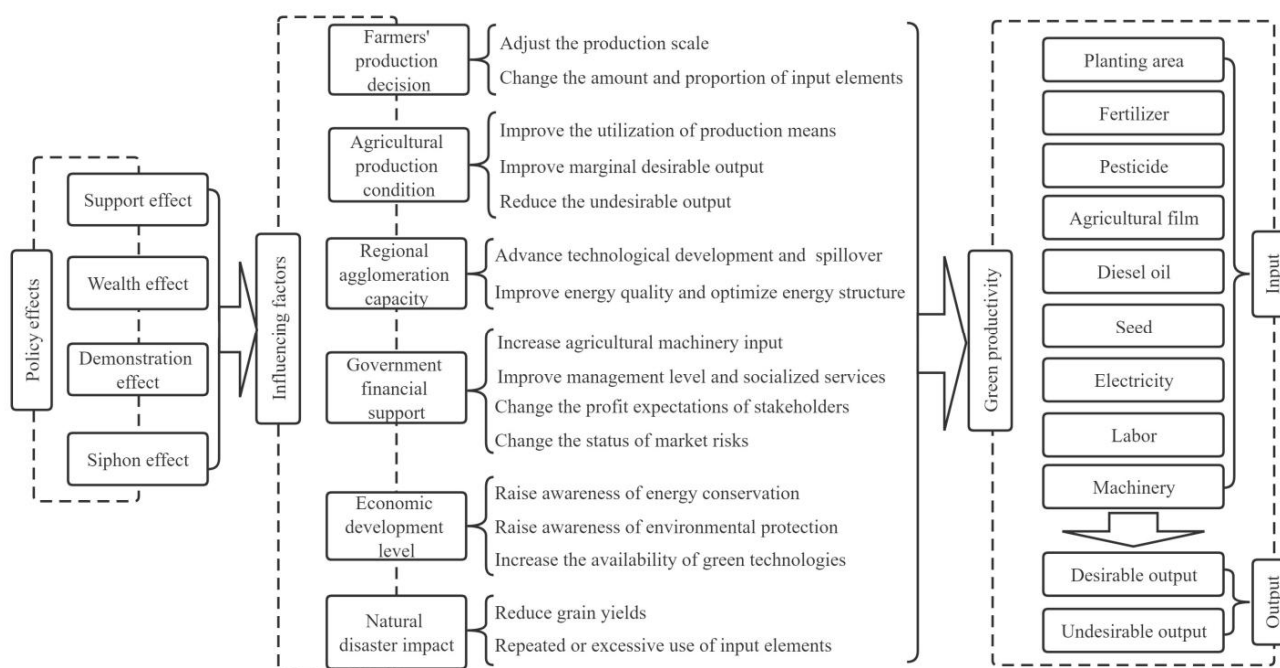 Policy effects
Support effect
Wealth effect
Demonstration
effect
Siphon effect
Influencing factors
Farmers'
production
decision
Adjust the production scale
Change the amount and proportion of input elements
Agricultural
production
condition
Improve the utilization of production means
Improve marginal desirable output
Reduce the undesirable output
Regional
agglomeration
capacity
Advance technological development and spillover
Improve energy quality and optimize energy structure
Government
financial
support
Increase agricultural machinery input
Improve management level and socialized services
Change the profit expectations of stakeholders
Change the status of market risks
Economic
development
level
Raise awareness of energy conservation
Raise awareness of environmental protection
Increase the availability of green technologies
Natural
disaster impact
Reduce grain yields
Repeated or excessive use of input elements
Green productivity
Planting area
Fertilizer
Pesticide
Agricultural film
Diesel oil
Seed
Electricity
Labor
Machinery
Input
Desirable output
Undesirable output
Output